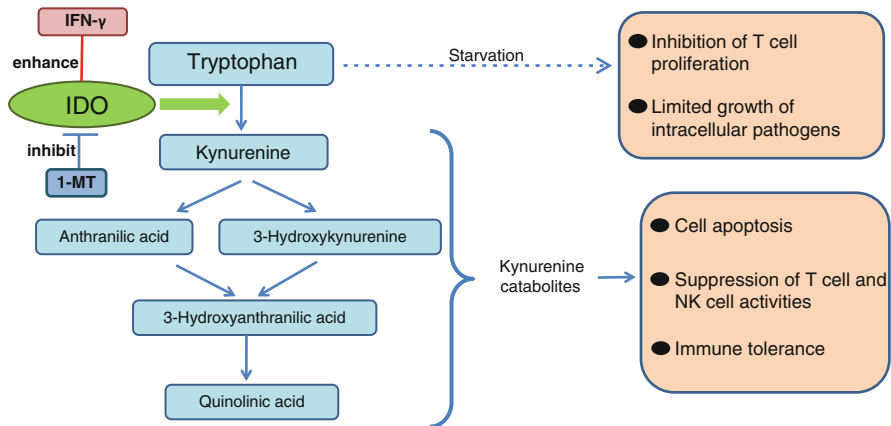 IFN-γ
enhance
IDO
inhibit
1-MT
Tryptophan
Starvation
Inhibition of T cell
proliferation
Limited growth of
intracellular pathogens
Kynurenine
Anthranilic acid
3-Hydroxykynurenine
3-Hydroxyanthranilic acid
Quinolinic acid
Kynurenine
catabolites
Cell apoptosis
Suppression of T cell and
NK cell activities
Immune tolerance